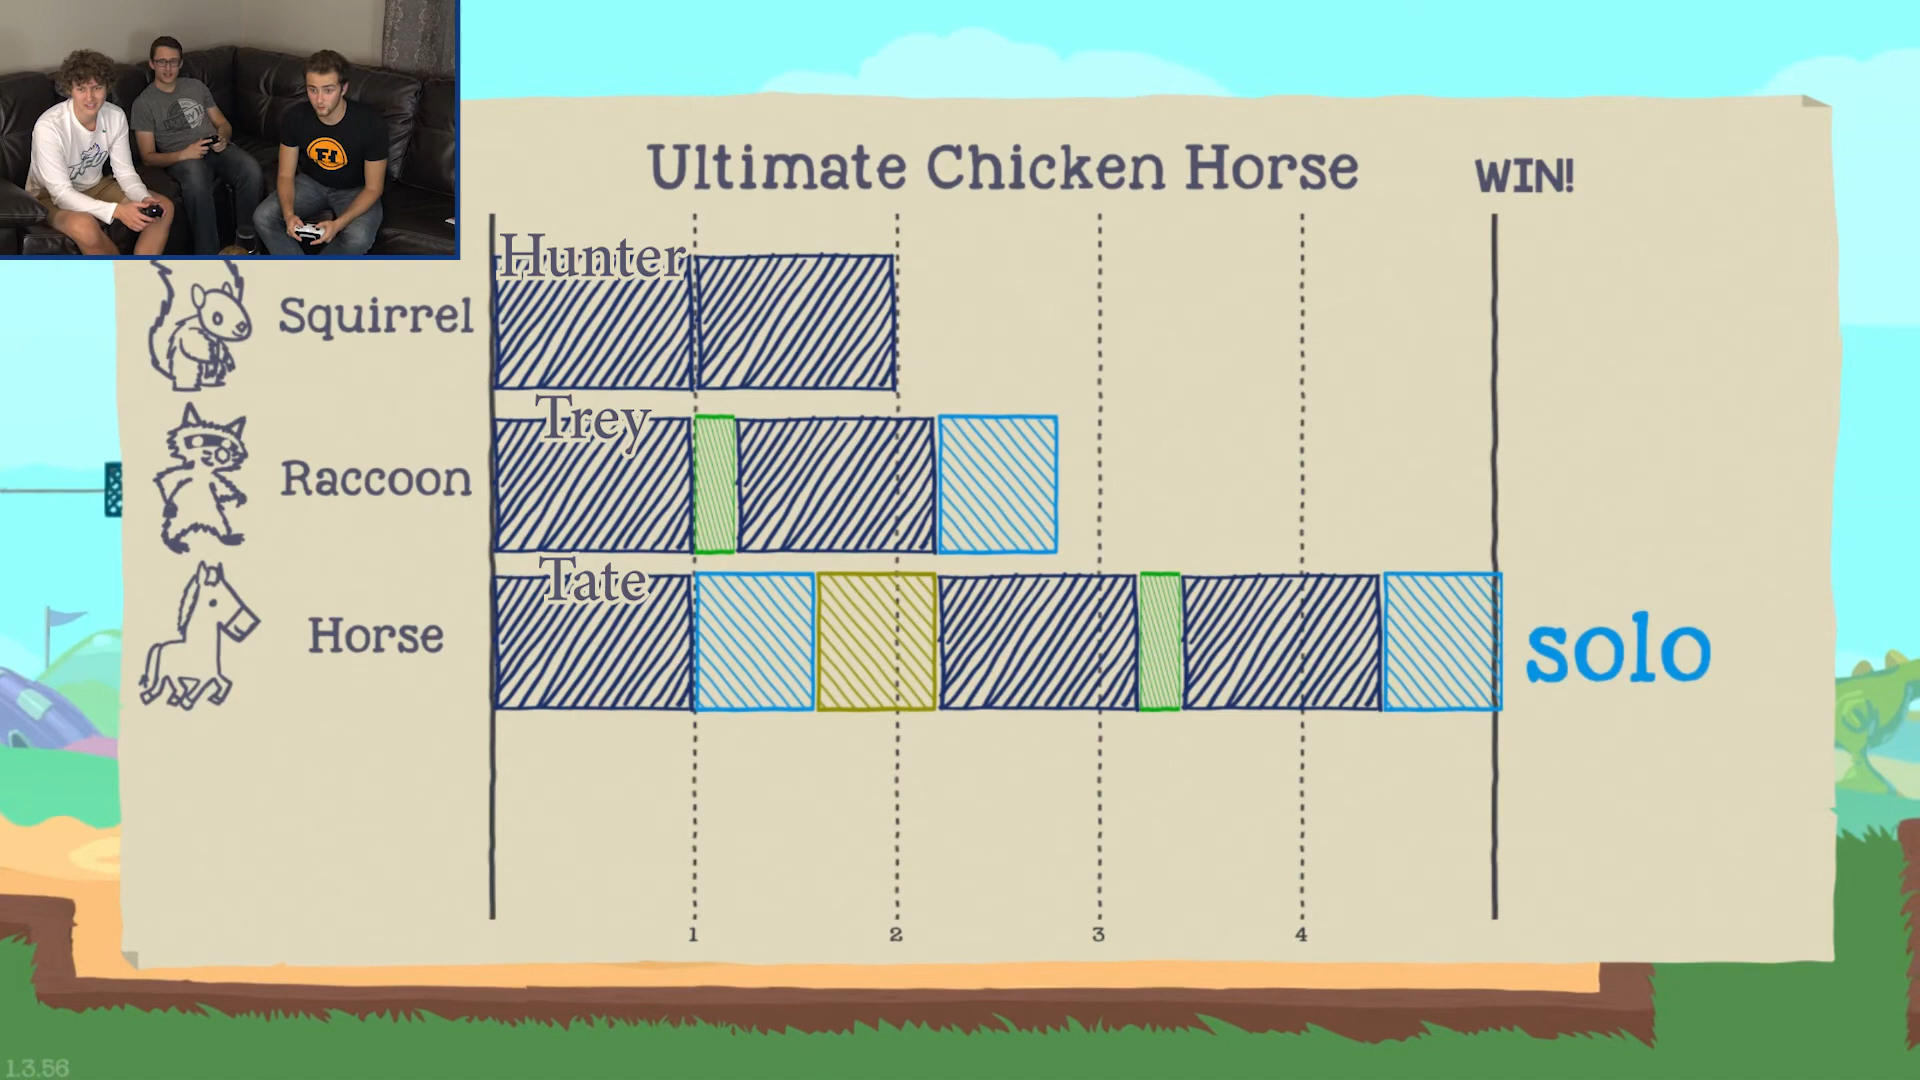 Ultimate Chicken Horse
WIN!
Hunter
Squirrel
Trey
Raccoon
Tate
Horse
solo
1
2
3
4
1.3.56